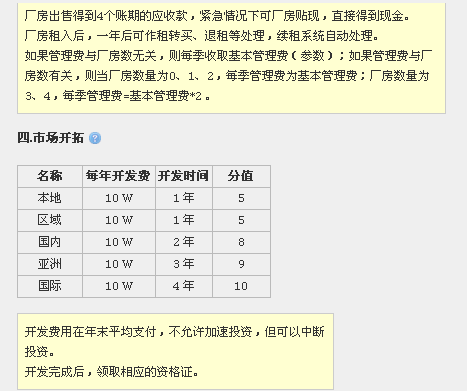 厂房出售得到4个账期的应收款，紧急情况下可厂房贴现，直接得到现金。
厂房租入后，一年后可作租转买、退租等处理，续租系统自动处理。
如果管理费与厂房数无关，则每季收取基本管理费（参数）；如果管理费与厂
房数有关，则当厂房数量为0、1、2，每季管理费为基本管理费；厂房数量为
3、4，每季管理费=基本管理费*2。
四.市场开拓 ?
名称 每年开发费 开发时间 分值
本地 10 W 1 年 5
区域 10 W 1 年 5
国内 10 W 2 年 8
亚洲 10 W 3 年 9
国际 10 W 4 年 10
开发费用在年末平均支付，不允许加速投资，但可以中断
投资。
开发完成后，领取相应的资格证。